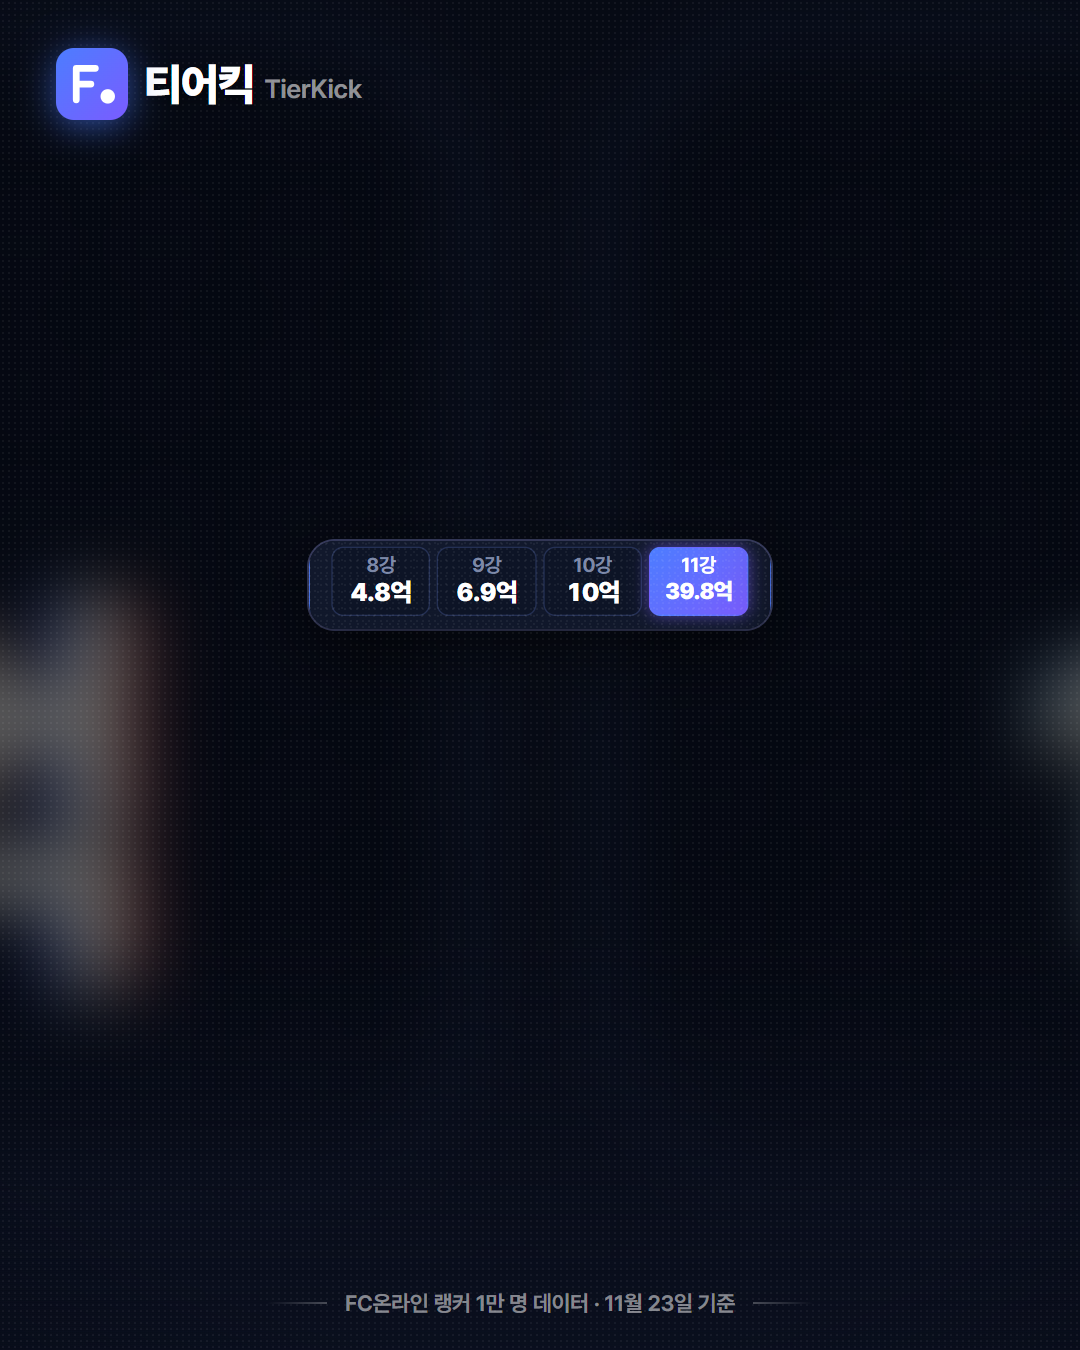 F.
티어킥 TierKick
8강 9강 10강 11강
4.8억 6.9억 10억 39.8억
FC온라인 랭커 1만 명 데이터 · 11월 23일 기준